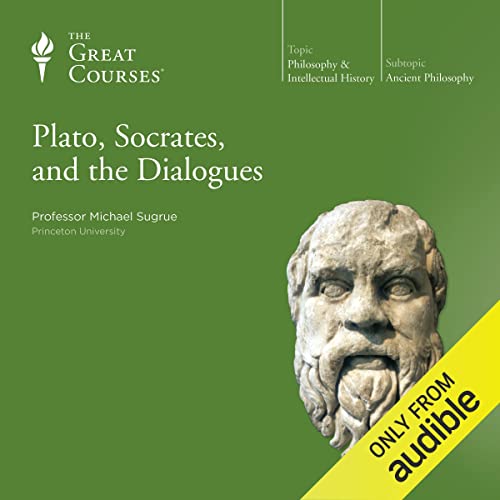 THE
GREAT
COURSES®
Topic
Philosophy &
Intellectual History
Subtopic
Ancient Philosophy
Plato, Socrates,
and the Dialogues
Professor Michael Sugrue
Princeton University
ONLY FROM
audible